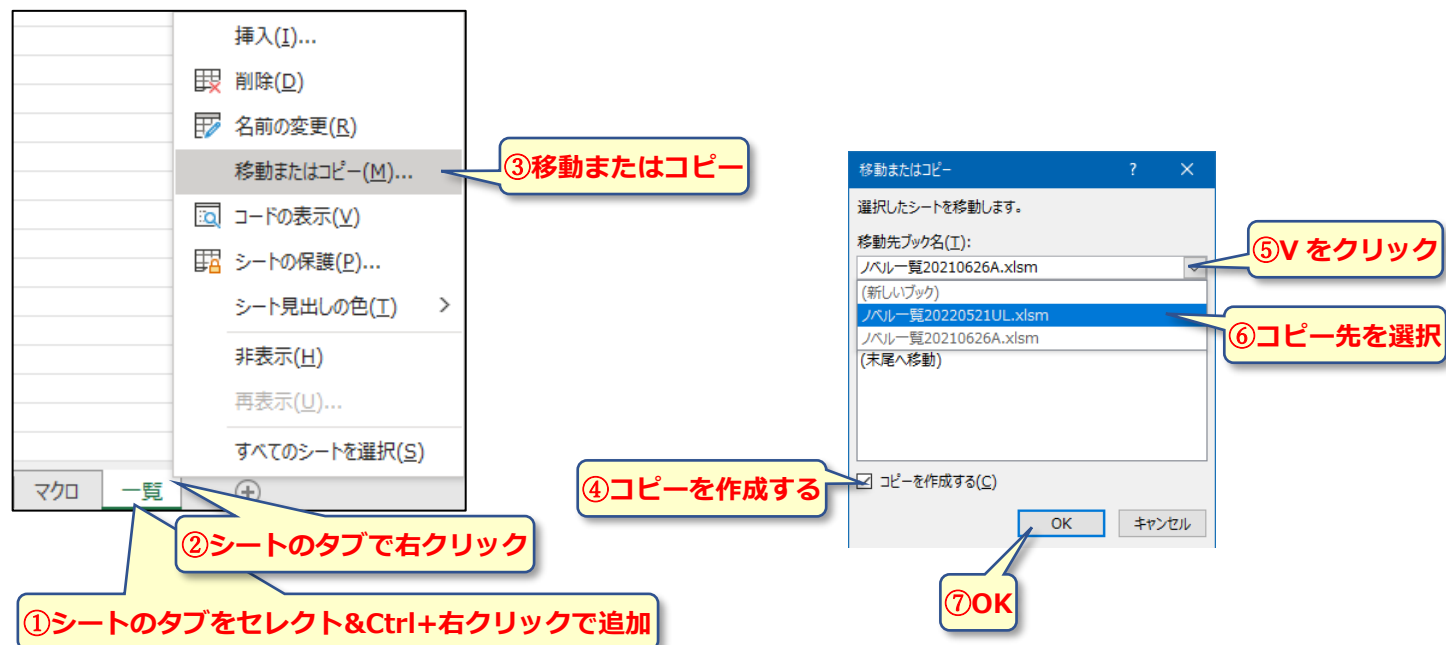 挿入(I)...
削除(D)
名前の変更(R)
移動またはコピー(M)...
コードの表示(V)
シートの保護(P)...
シート見出しの色(T) >
非表示(H)
再表示(U)...
すべてのシートを選択(S)
マクロ 一覧
③移動またはコピー
②シートのタブで右クリック
①シートのタブをセレクト&Ctrl+右クリックで追加
移動またはコピー ? ×
選択したシートを移動します。
移動先ブック名(T):
ノベル一覧20210626A.xlsm
(新しいブック)
ノベル一覧20220521UL.xlsm
ノベル一覧20210626A.xlsm
(末尾へ移動)
コピーを作成する(C)
OK キャンセル
⑤V をクリック
⑥コピー先を選択
④コピーを作成する
⑦OK